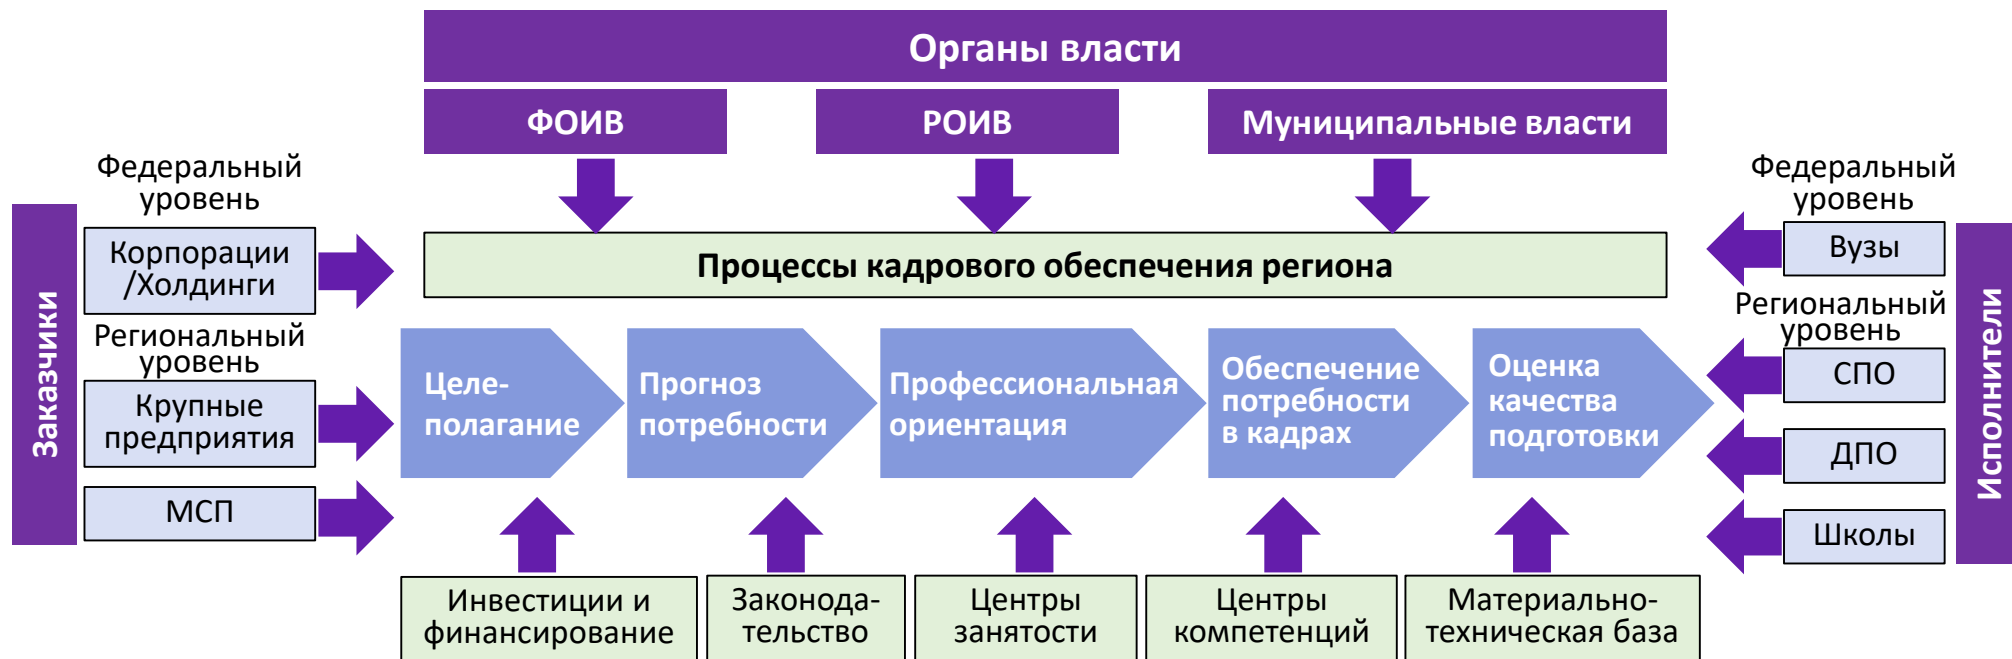 Органы власти
ФОИВ
РОИВ
Муниципальные власти
Заказчики
Федеральный
уровень
Корпорации
/Холдинги
Региональный
уровень
Крупные
предприятия
МСП
Процессы кадрового обеспечения региона
Целе-
полагание
Прогноз
потребности
Профессиональная
ориентация
Обеспечение
потребности
в кадрах
Оценка
качества
подготовки
Федеральный
уровень
Вузы
Региональный
уровень
СПО
ДПО
Школы
Исполнители
Инвестиции и
финансирование
Законода-
тельство
Центры
занятости
Центры
компетенций
Материально-
техническая база